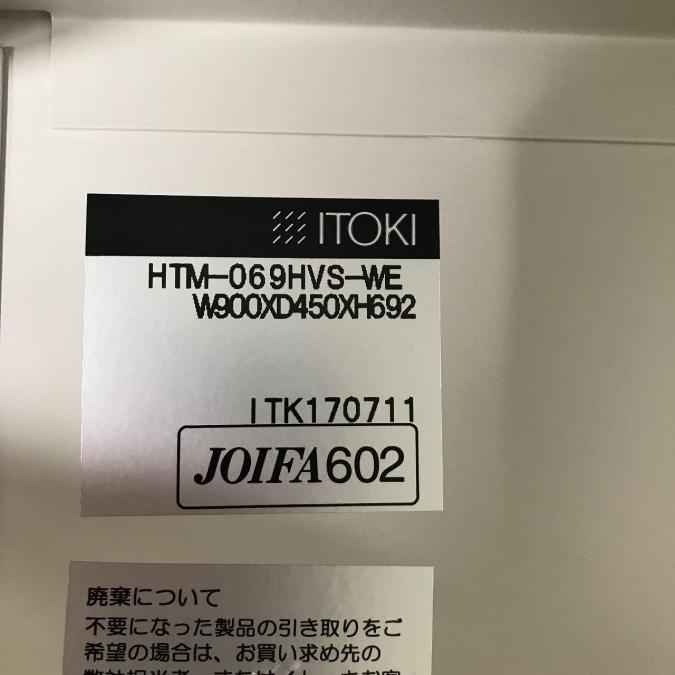 ITOKI
HTM-069HVS-WE
W900XD450XH692
ITK170711
JOIFA602
廃棄について
不要になった製品の引き取りをご
希望の場合は、お買い求め先の